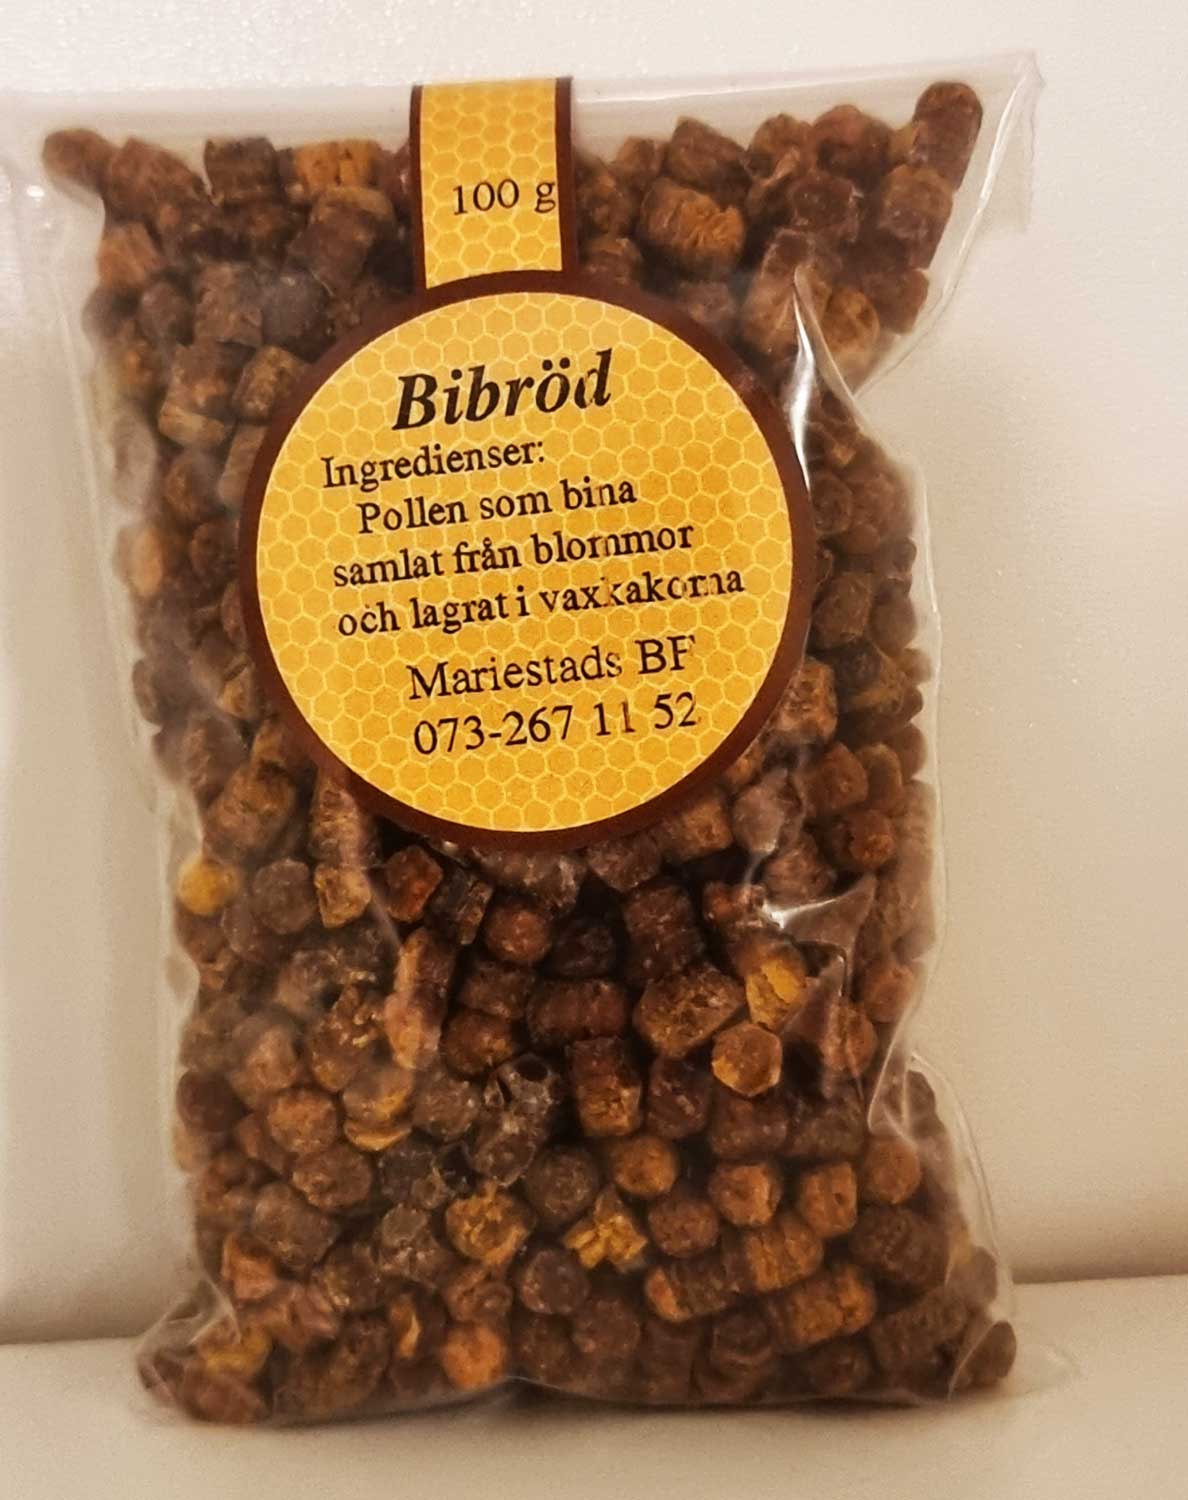 100 g
Bibröd
Ingredienser:
Pollen som bina
samlat från blommor
och lagrat i vaxkakorna
Mariestads BF
073-267 11 52